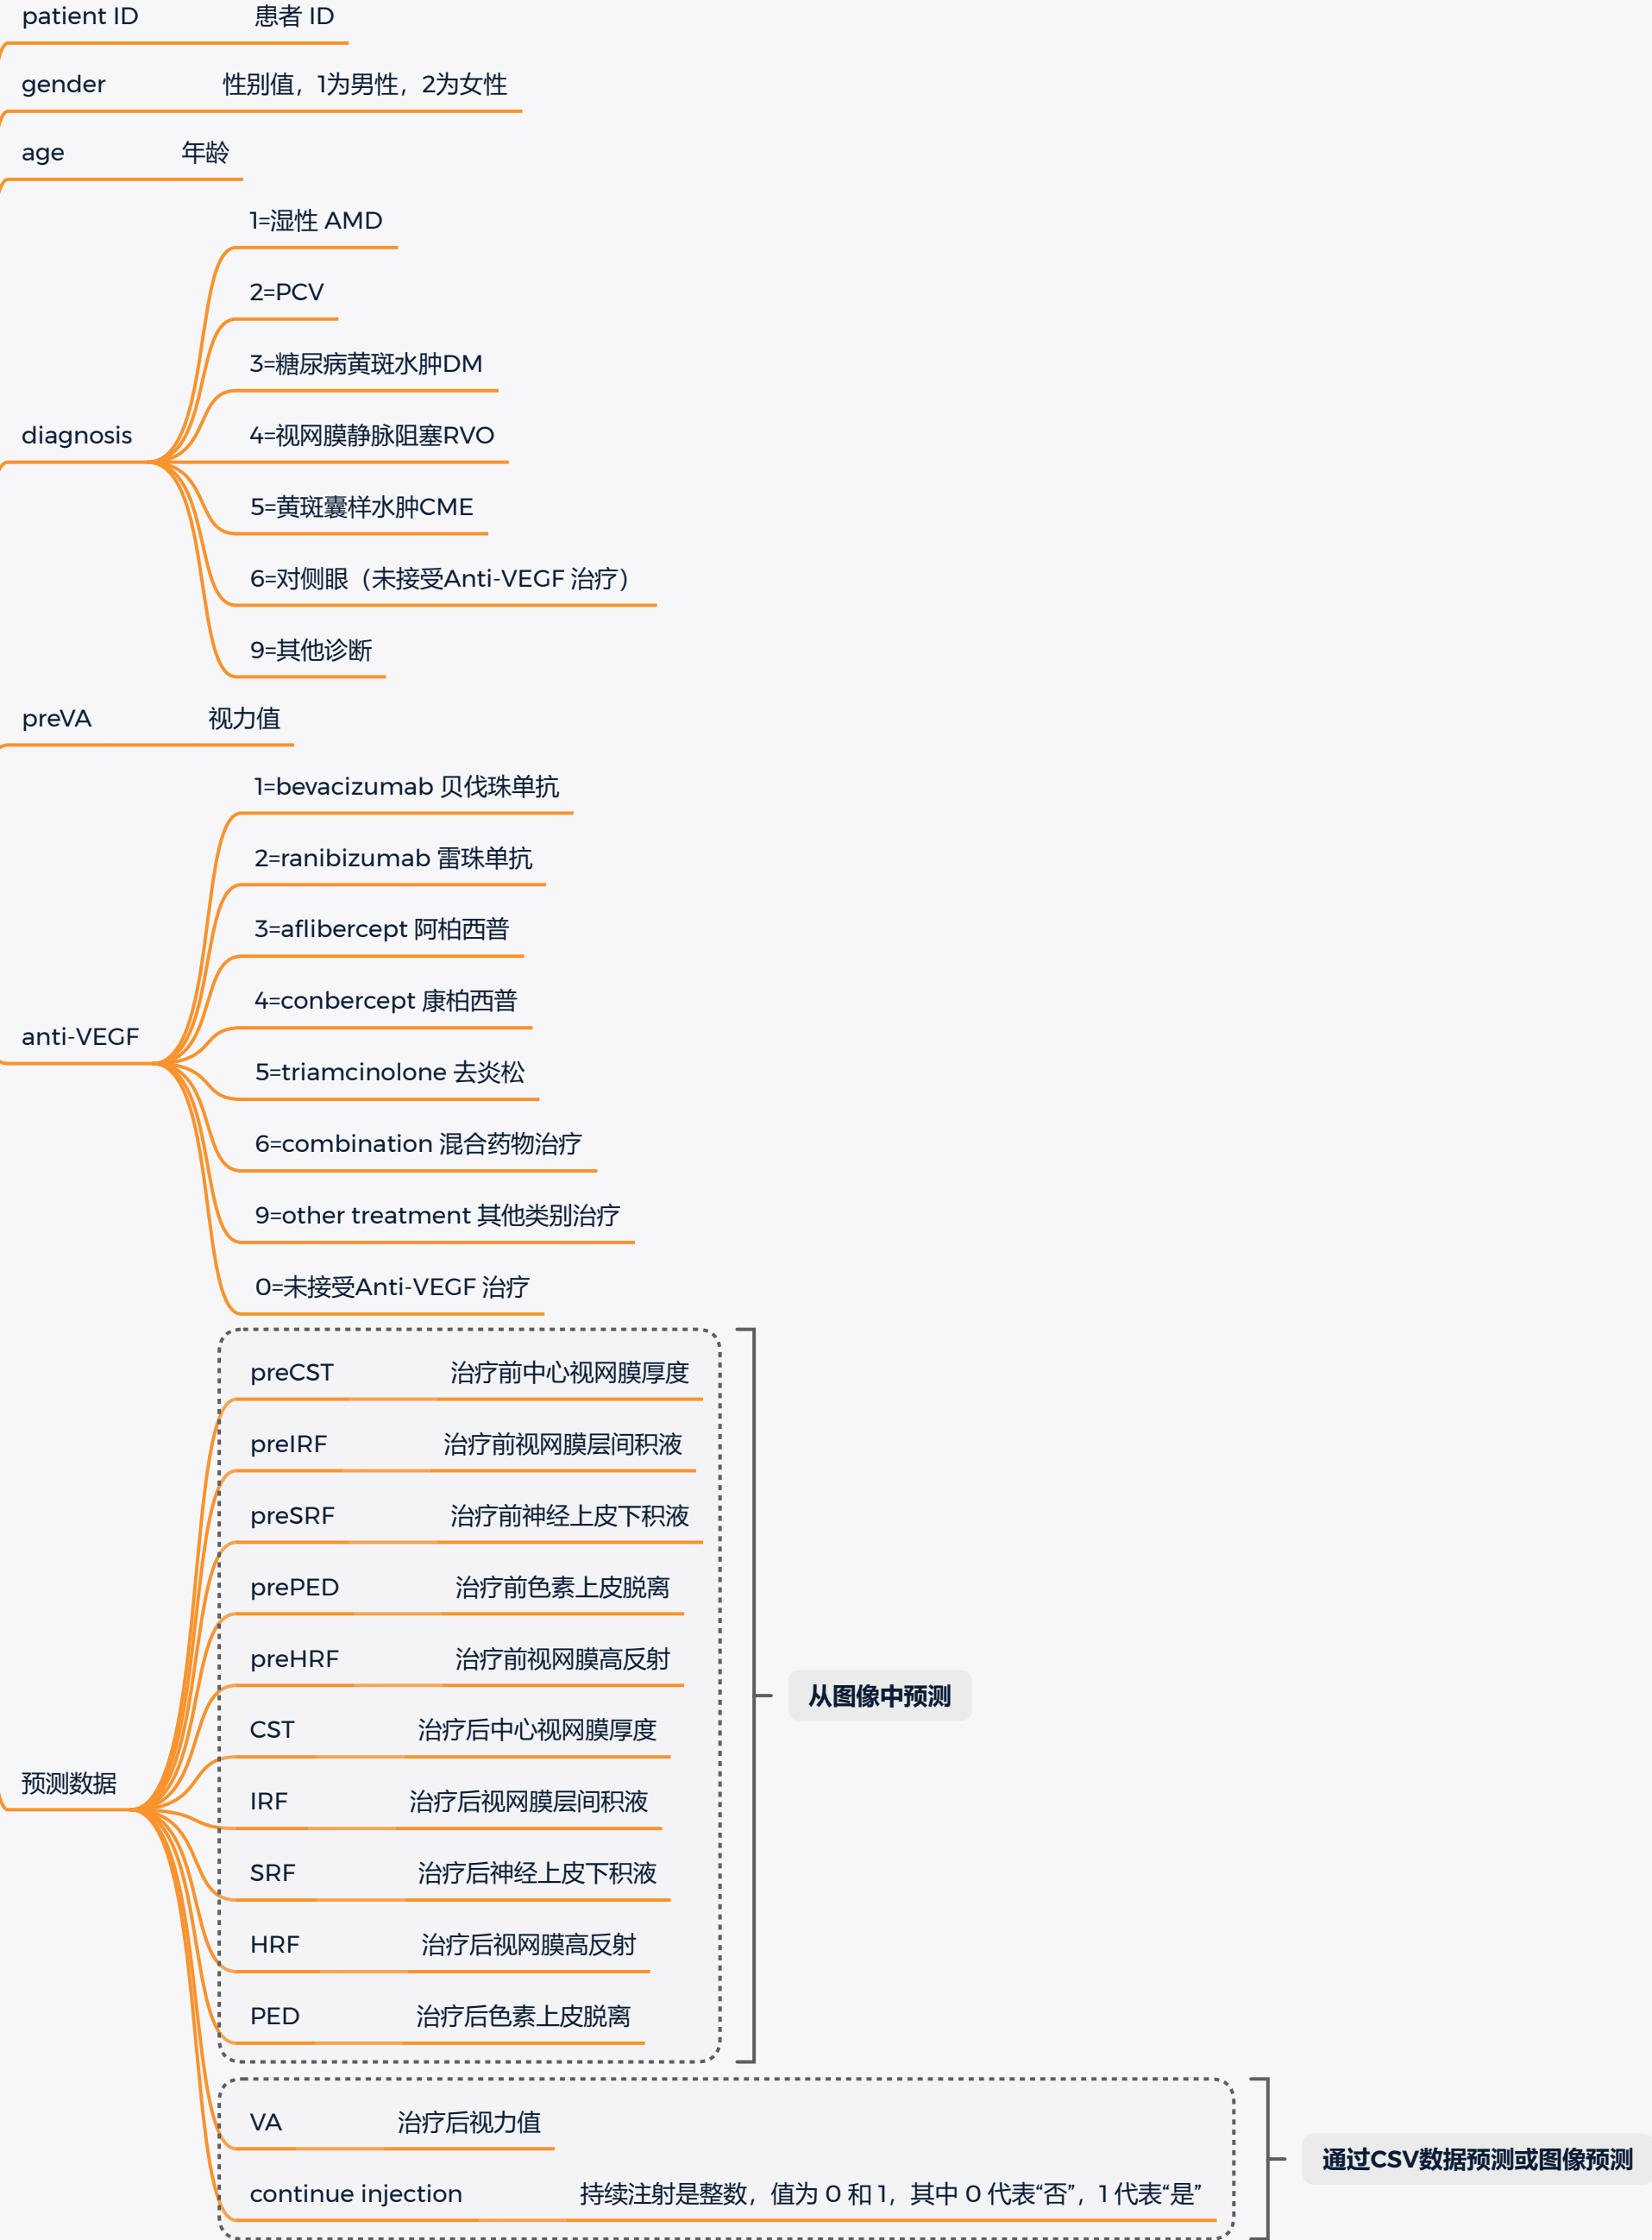 patient ID 患者 ID
gender 性别值，1为男性，2为女性
age 年龄
diagnosis
1=湿性 AMD
2=PCV
3=糖尿病黄斑水肿DM
4=视网膜静脉阻塞RVO
5=黄斑囊样水肿CME
6=对侧眼（未接受Anti-VEGF 治疗）
9=其他诊断
preVA 视力值
anti-VEGF
1=bevacizumab 贝伐珠单抗
2=ranibizumab 雷珠单抗
3=aflibercept 阿柏西普
4=conbercept 康柏西普
5=triamcinolone 去炎松
6=combination 混合药物治疗
9=other treatment 其他类别治疗
0=未接受Anti-VEGF 治疗
预测数据
preCST 治疗前中心视网膜厚度
preIRF 治疗前视网膜层间积液
preSRF 治疗前神经上皮下积液
prePED 治疗前色素上皮脱离
preHRF 治疗前视网膜高反射
CST 治疗后中心视网膜厚度
IRF 治疗后视网膜层间积液
SRF 治疗后神经上皮下积液
HRF 治疗后视网膜高反射
PED 治疗后色素上皮脱离
从图像中预测
VA 治疗后视力值
continue injection 持续注射是整数，值为 0 和 1，其中 0 代表“否”，1 代表“是”
通过CSV数据预测或图像预测